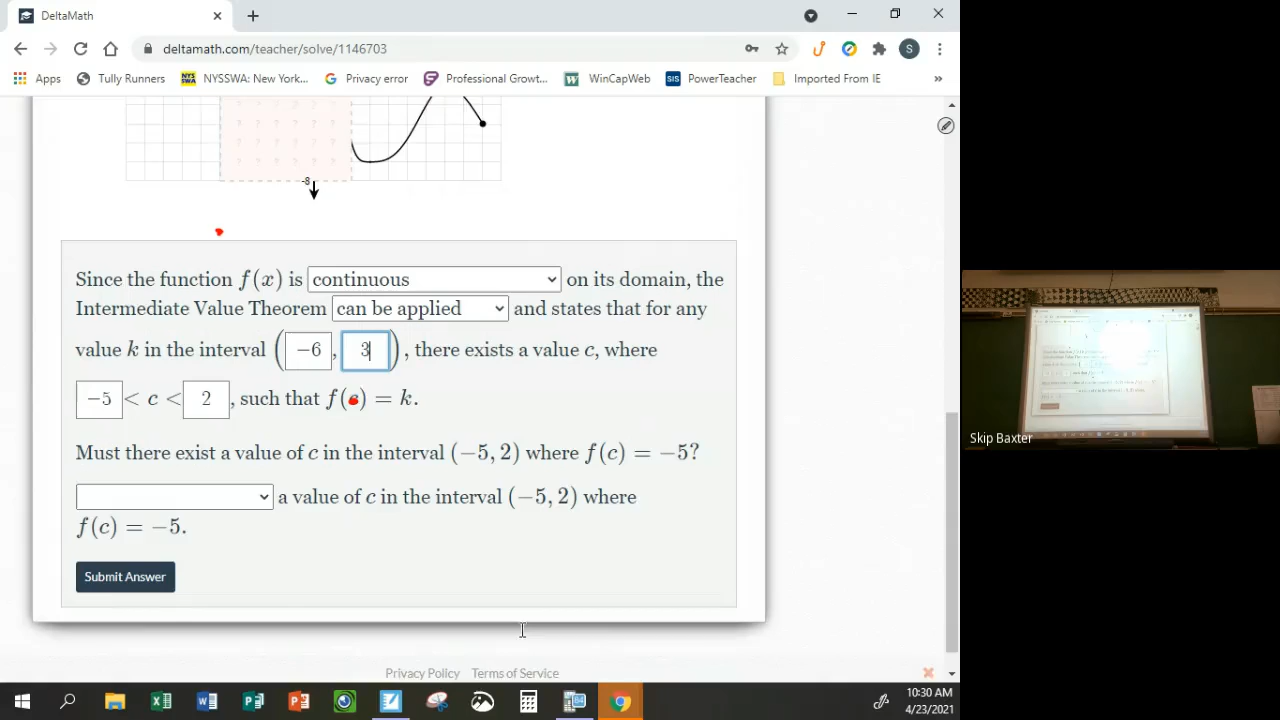 DeltaMath
deltamath.com/teacher/solve/1146703
S
Apps Tully Runners NYSSWA: New York... Privacy error Professional Growt... WinCapWeb PowerTeacher Imported From IE »
? ? ? ? ? ?
? ? ? ? ? ?
? ? ? ? ? ?
? ? ? ? ? ?
-8
Since the function f(x) is continuous on its domain, the
Intermediate Value Theorem can be applied and states that for any
value k in the interval (−6, 3), there exists a value c, where
−5 < c < 2, such that f(c) = k.
Must there exist a value of c in the interval (−5, 2) where f(c) = −5?
a value of c in the interval (−5, 2) where
f(c) = −5.
Submit Answer
Privacy Policy Terms of Service
10:30 AM
4/23/2021
Skip Baxter